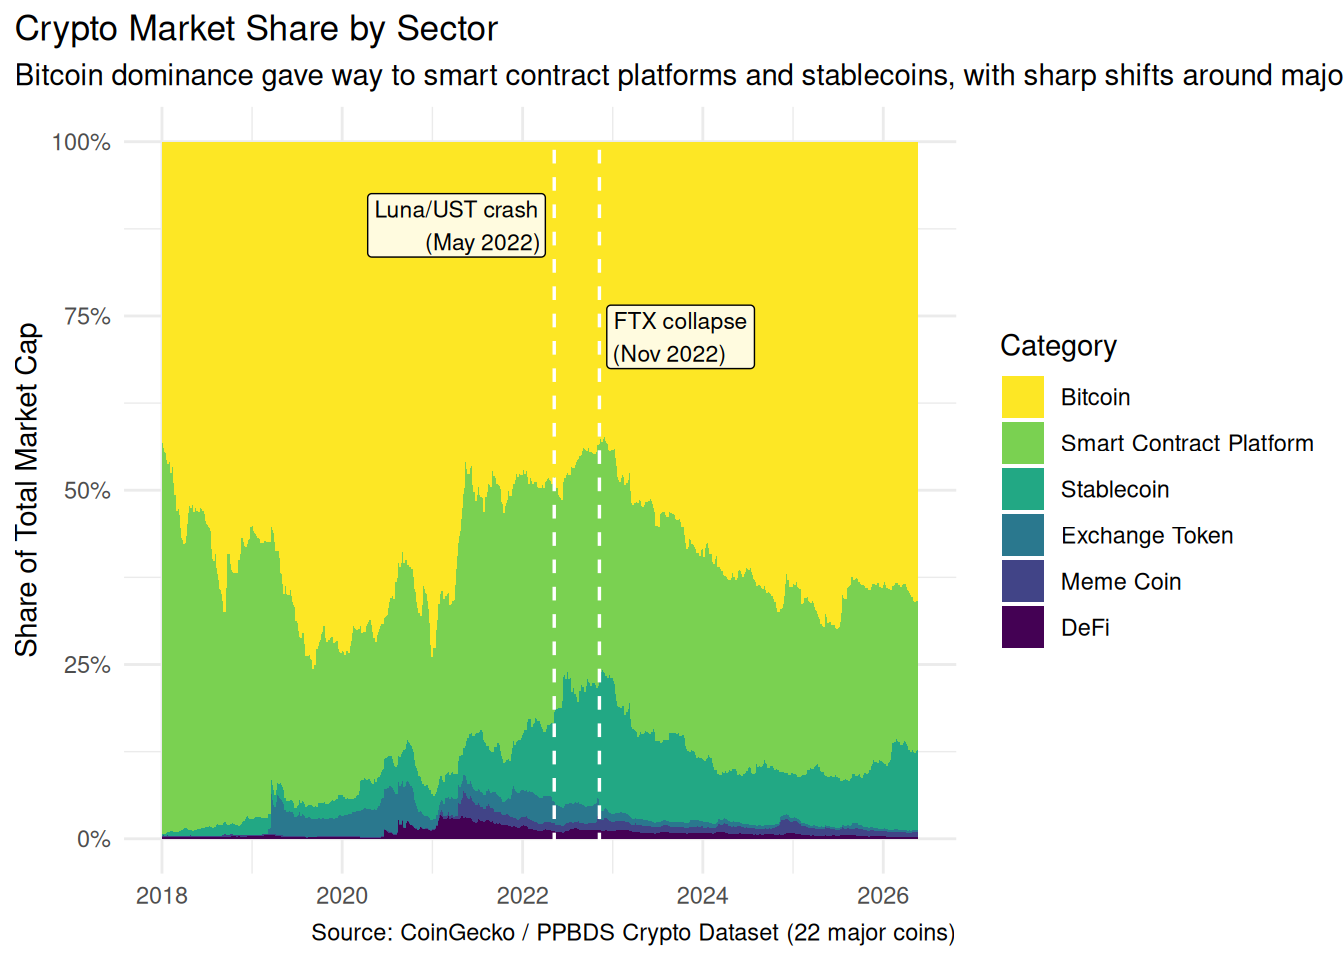 Crypto Market Share by Sector
Bitcoin dominance gave way to smart contract platforms and stablecoins, with sharp shifts around majo
Share of Total Market Cap
100%
75%
50%
25%
0%
Luna/UST crash
(May 2022)
FTX collapse
(Nov 2022)
2018
2020
2022
2024
2026
Category
Bitcoin
Smart Contract Platform
Stablecoin
Exchange Token
Meme Coin
DeFi
Source: CoinGecko / PPBDS Crypto Dataset (22 major coins)